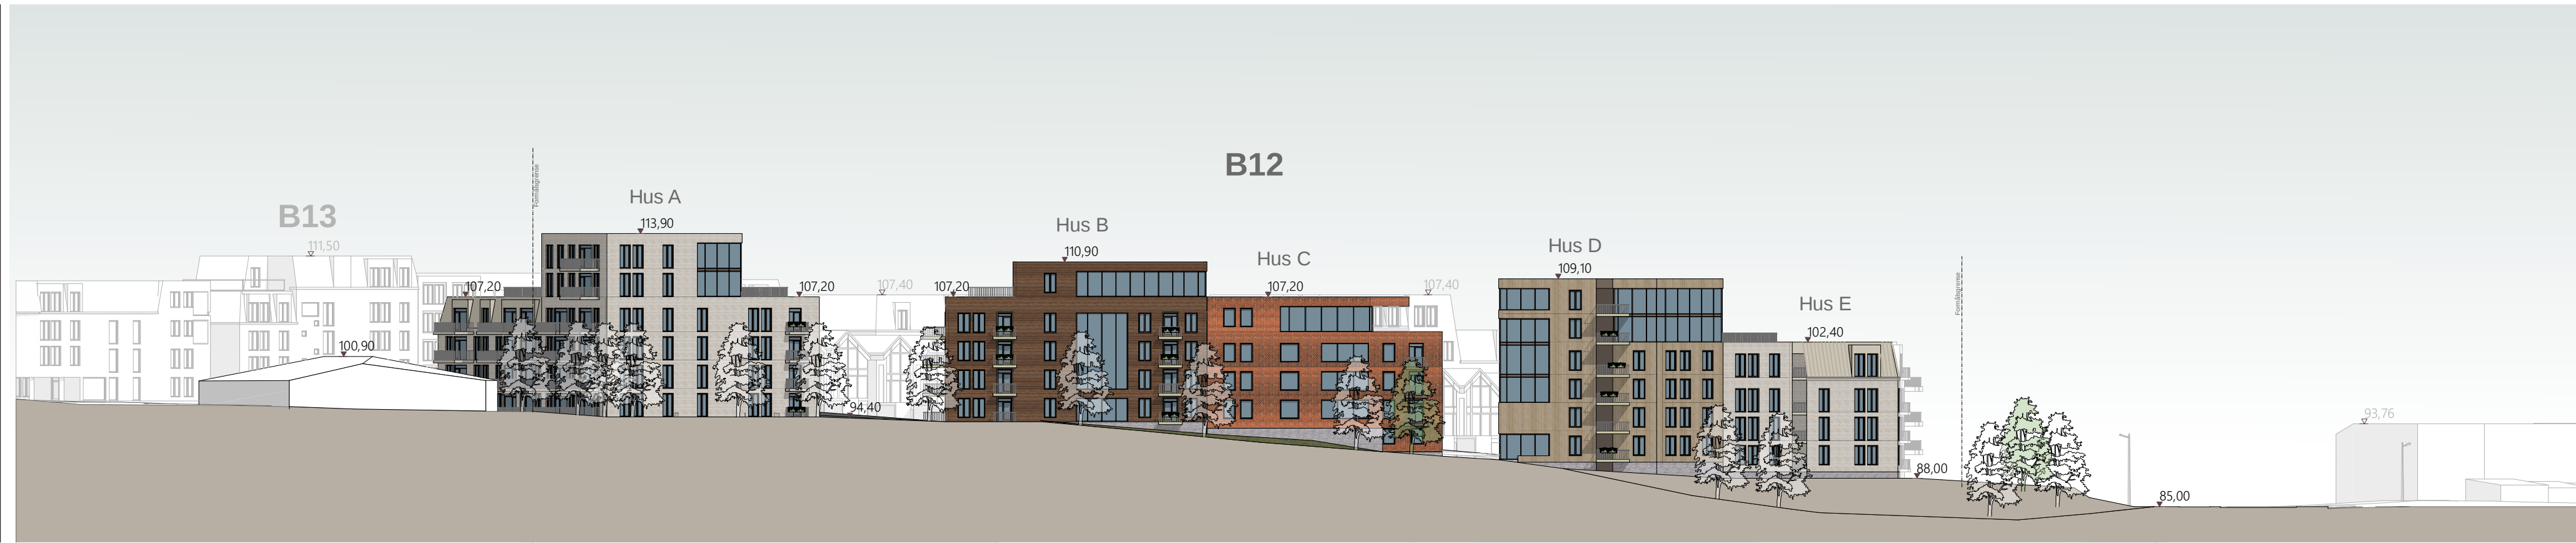 B12
Formålsgrense
Hus A
B13
Hus B
113,90
111,50
Hus D
Hus C
110,90
109,10
Formålsgrense
107,20
107,20
107,40
107,20
107,20
107,40
Hus E
102,40
100,90
94,40
93,76
88,00
85,00